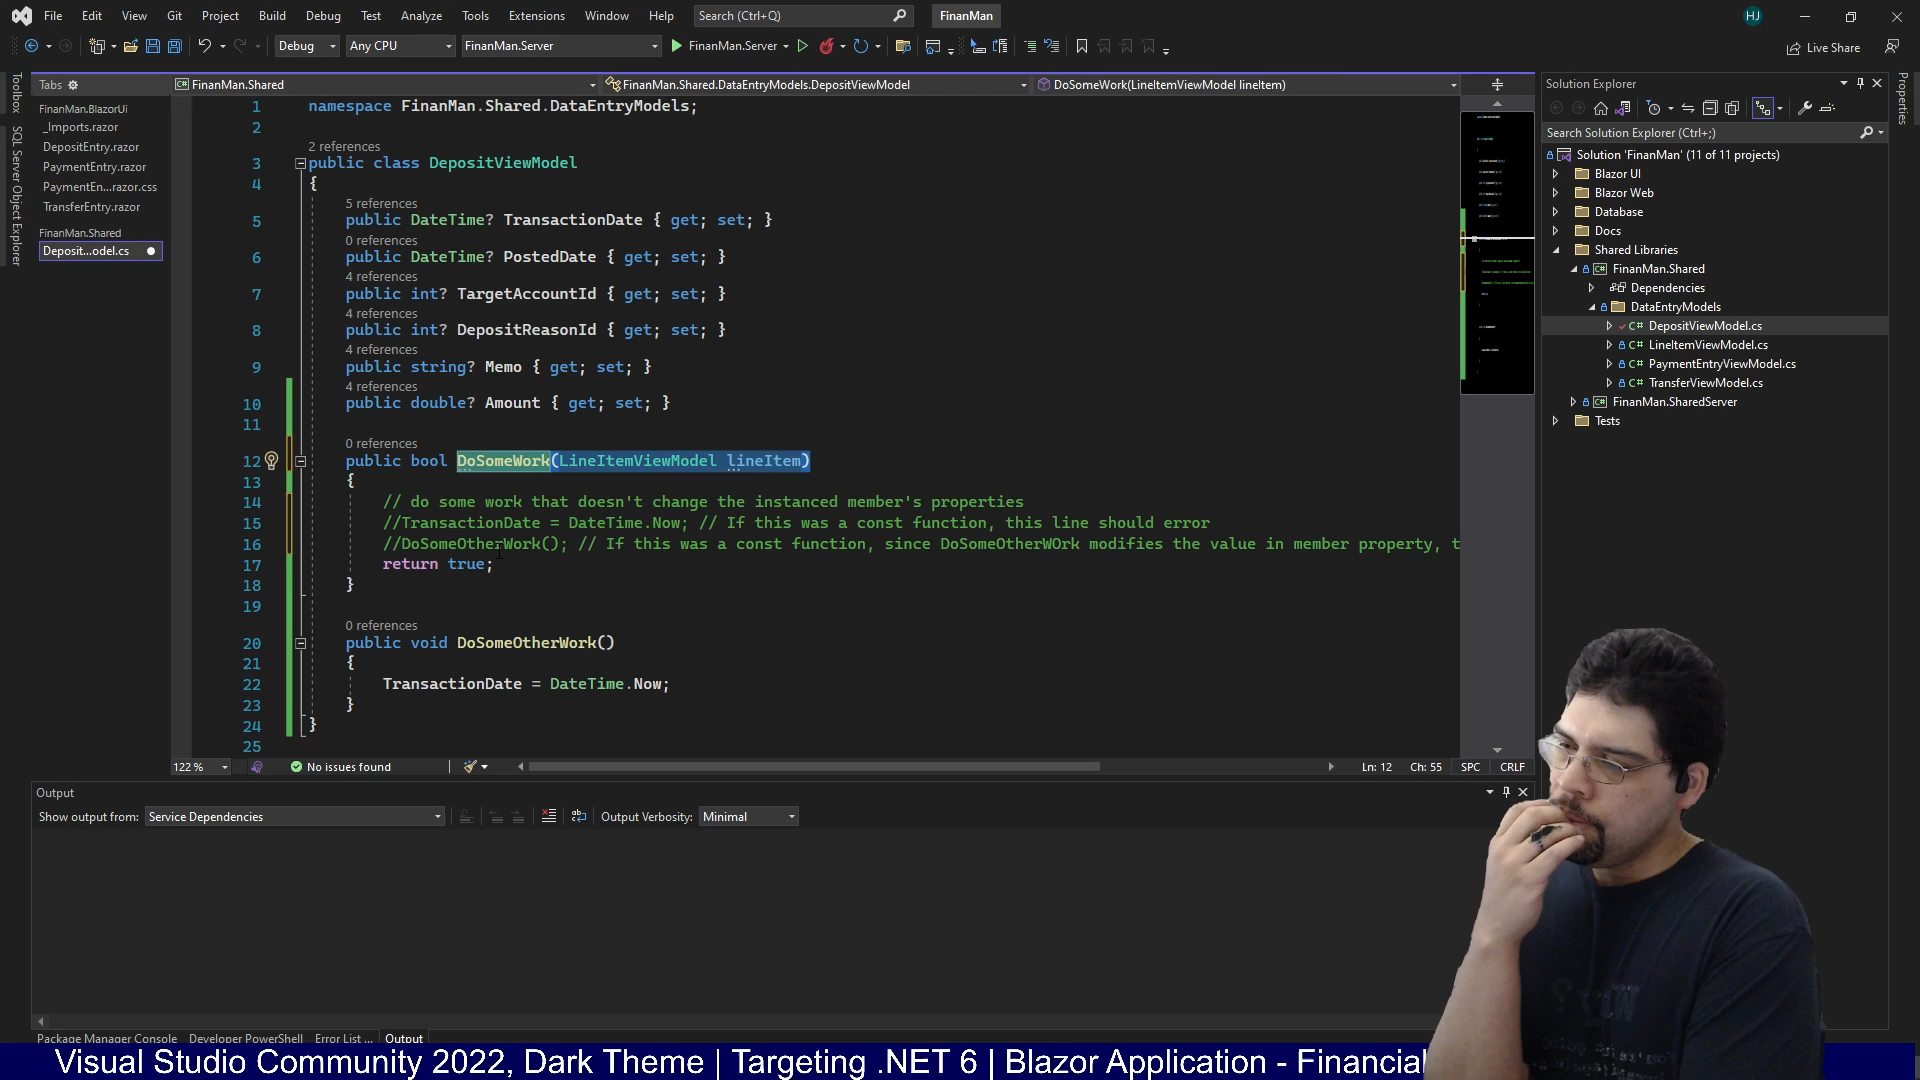 File Edit View Git Project Build Debug Test Analyze Tools Extensions Window Help Search (Ctrl+Q) FinanMan HJ
Debug Any CPU FinanMan.Server FinanMan.Server Live Share
Toolbox
SQL Server Object Explorer
Tabs
FinanMan.BlazorUi
_Imports.razor
DepositEntry.razor
PaymentEntry.razor
PaymentEn...razor.css
TransferEntry.razor
FinanMan.Shared
Deposit...odel.cs
FinanMan.Shared FinanMan.Shared.DataEntryModels.DepositViewModel DoSomeWork(LineItemViewModel lineItem)
1 namespace FinanMan.Shared.DataEntryModels;
2
2 references
3 public class DepositViewModel
4 {
5 references
5 public DateTime? TransactionDate { get; set; }
0 references
6 public DateTime? PostedDate { get; set; }
4 references
7 public int? TargetAccountId { get; set; }
4 references
8 public int? DepositReasonId { get; set; }
4 references
9 public string? Memo { get; set; }
4 references
10 public double? Amount { get; set; }
11
0 references
12 public bool DoSomeWork(LineItemViewModel lineItem)
13 {
14 // do some work that doesn't change the instanced member's properties
15 //TransactionDate = DateTime.Now; // If this was a const function, this line should error
16 //DoSomeOtherWork(); // If this was a const function, since DoSomeOtherWOrk modifies the value in member property, t
17 return true;
18 }
19
0 references
20 public void DoSomeOtherWork()
21 {
22 TransactionDate = DateTime.Now;
23 }
24 }
25
122 % No issues found Ln: 12 Ch: 55 SPC CRLF
Output
Show output from: Service Dependencies Output Verbosity: Minimal
Package Manager Console Developer PowerShell Error List ... Output
Solution Explorer
Search Solution Explorer (Ctrl+;)
Solution 'FinanMan' (11 of 11 projects)
Blazor UI
Blazor Web
Database
Docs
Shared Libraries
C# FinanMan.Shared
Dependencies
DataEntryModels
C# DepositViewModel.cs
C# LineItemViewModel.cs
C# PaymentEntryViewModel.cs
C# TransferViewModel.cs
C# FinanMan.SharedServer
Tests
Properties
Visual Studio Community 2022, Dark Theme | Targeting .NET 6 | Blazor Application - Financial